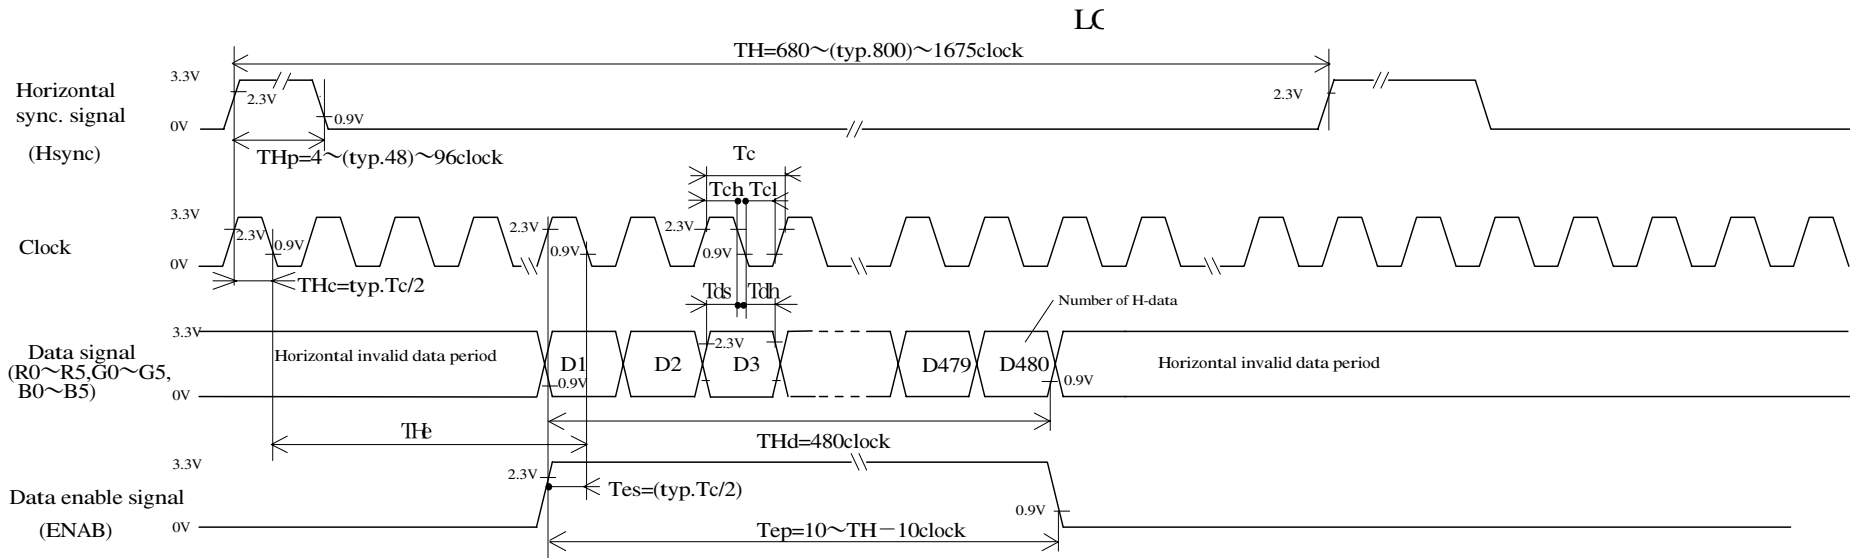 LC
TH=680～(typ.800)～1675clock
3.3V
Horizontal
sync. signal
(Hsync)
2.3V
0.9V
2.3V
0V
THp=4～(typ.48)～96clock
Tc
Tch Tcl
3.3V
Clock
2.3V
0.9V
2.3V
0.9V
2.3V
0.9V
0V
THc=typ.Tc/2
Tds Tdh
Number of H-data
3.3V
Data signal
(R0～R5,G0～G5,
B0～B5)
Horizontal invalid data period
D1
D2
2.3V
D3
D479
D480
Horizontal invalid data period
0.9V
0.9V
0V
THe
THd=480clock
3.3V
Data enable signal
(ENAB)
2.3V
Tes=(typ.Tc/2)
0.9V
0V
Tep=10～TH－10clock